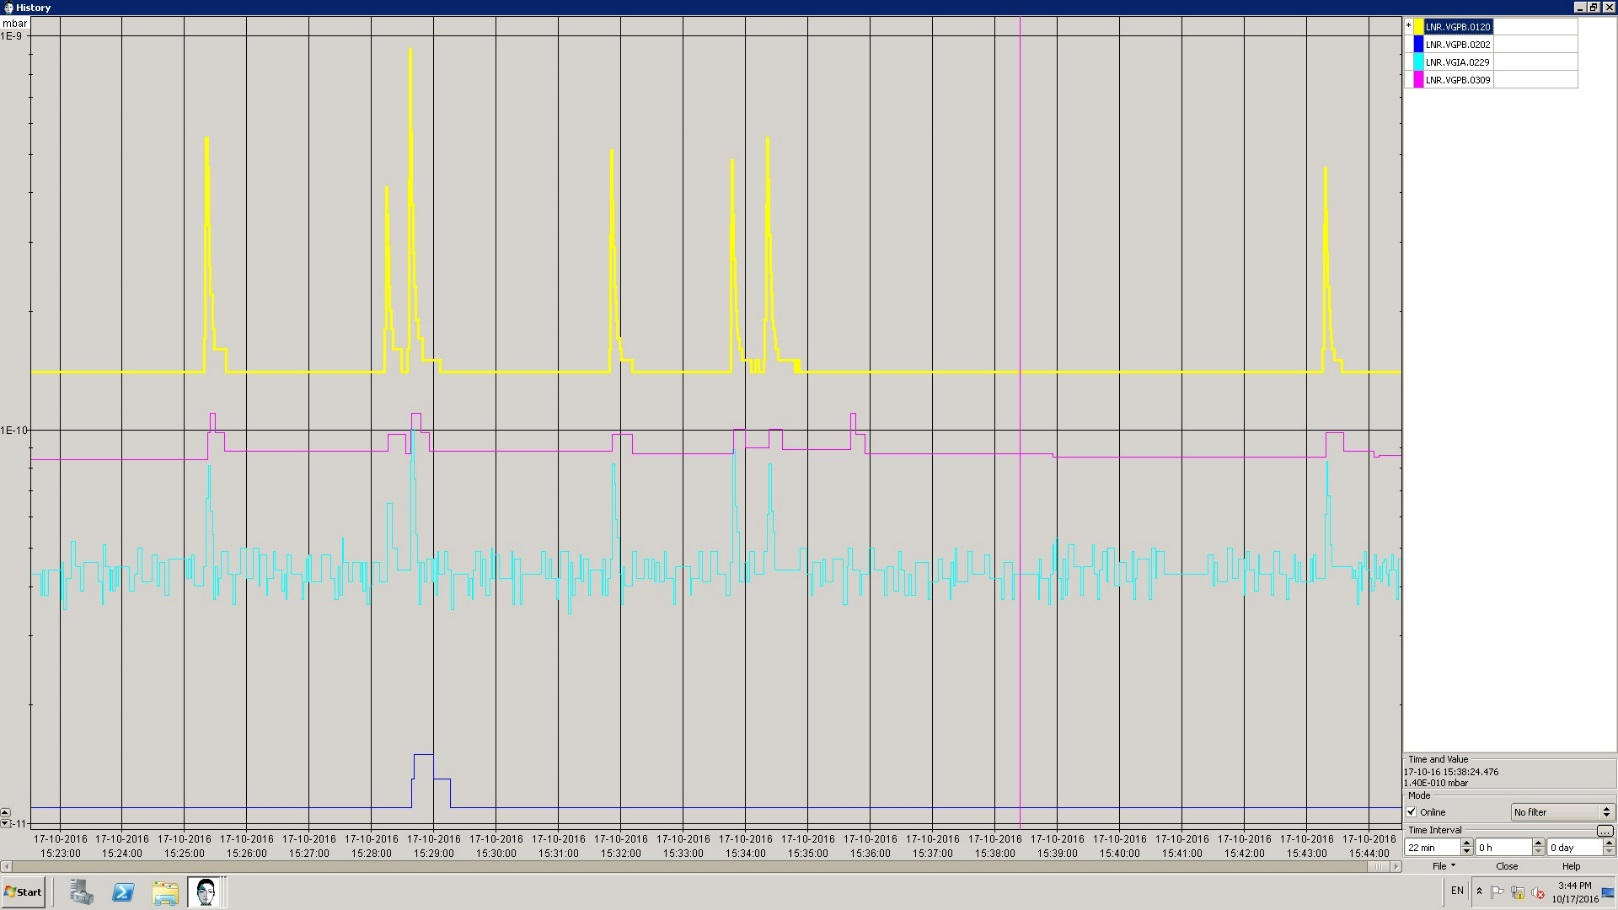 History
mbar
1E-9
1E-10
E-11
* LNR.VGPB.0120
LNR.VGPB.0202
LNR.VGIA.0229
LNR.VGPB.0309
17-10-2016 17-10-2016 17-10-2016 17-10-2016 17-10-2016 17-10-2016 17-10-2016 17-10-2016 17-10-2016 17-10-2016 17-10-2016 17-10-2016 17-10-2016 17-10-2016 17-10-2016 17-10-2016 17-10-2016 17-10-2016 17-10-2016 17-10-2016 17-10-2016 17-10-2016
15:23:00 15:24:00 15:25:00 15:26:00 15:27:00 15:28:00 15:29:00 15:30:00 15:31:00 15:32:00 15:33:00 15:34:00 15:35:00 15:36:00 15:37:00 15:38:00 15:39:00 15:40:00 15:41:00 15:42:00 15:43:00 15:44:00
Time and Value
17-10-16 15:38:24.476
1.40E-010 mbar
Mode
Online No filter
Time Interval ...
22 min 0 h 0 day
File Close Help
Start
EN
3:44 PM
10/17/2016